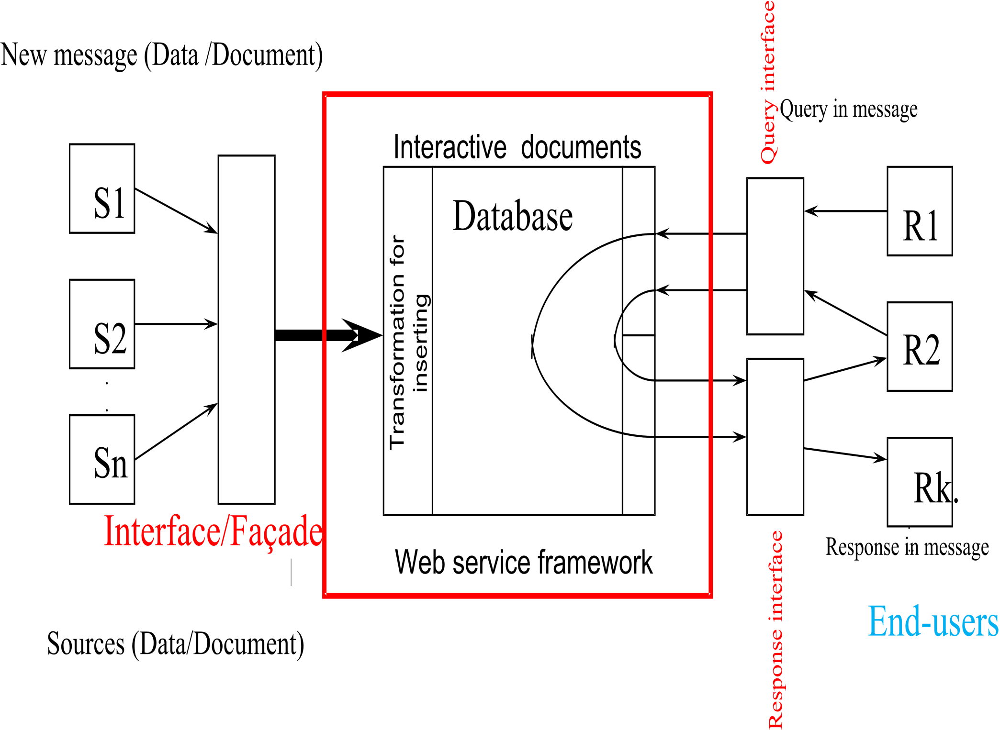 New message (Data /Document)
Query interface
Query in message
Interactive  documents
S1
S2
Sn
Database
Transformation for
inserting
R1
R2
Rk.
Interface/Façade
Web service framework
Response in message
Response interface
End-users
Sources (Data/Document)